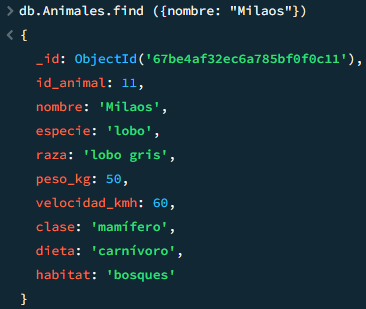 > db.Animales.find ({nombre: "Milaos"})
< {
_id: ObjectId('67be4af32ec6a785bf0f0c11'),
id_animal: 11,
nombre: 'Milaos',
especie: 'lobo',
raza: 'lobo gris',
peso_kg: 50,
velocidad_kmh: 60,
clase: 'mamífero',
dieta: 'carnívoro',
habitat: 'bosques'
}